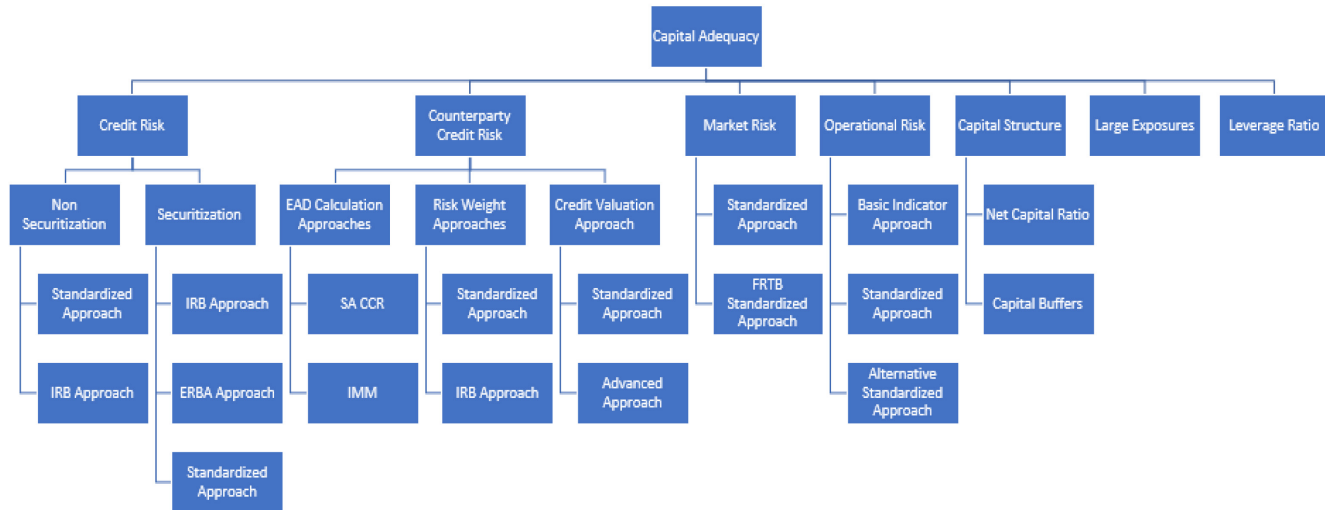 Capital Adequacy
Credit Risk
Counterparty
Credit Risk
Market Risk
Operational Risk
Capital Structure
Large Exposures
Leverage Ratio
Non
Securitization
Securitization
EAD Calculation
Approaches
Risk Weight
Approaches
Credit Valuation
Approach
Standardized
Approach
Basic Indicator
Approach
Net Capital Ratio
Standardized
Approach
IRB Approach
SA CCR
Standardized
Approach
Standardized
Approach
FRTB
Standardized
Approach
Standardized
Approach
Capital Buffers
IRB Approach
ERBA Approach
IMM
IRB Approach
Advanced
Approach
Alternative
Standardized
Approach
Standardized
Approach